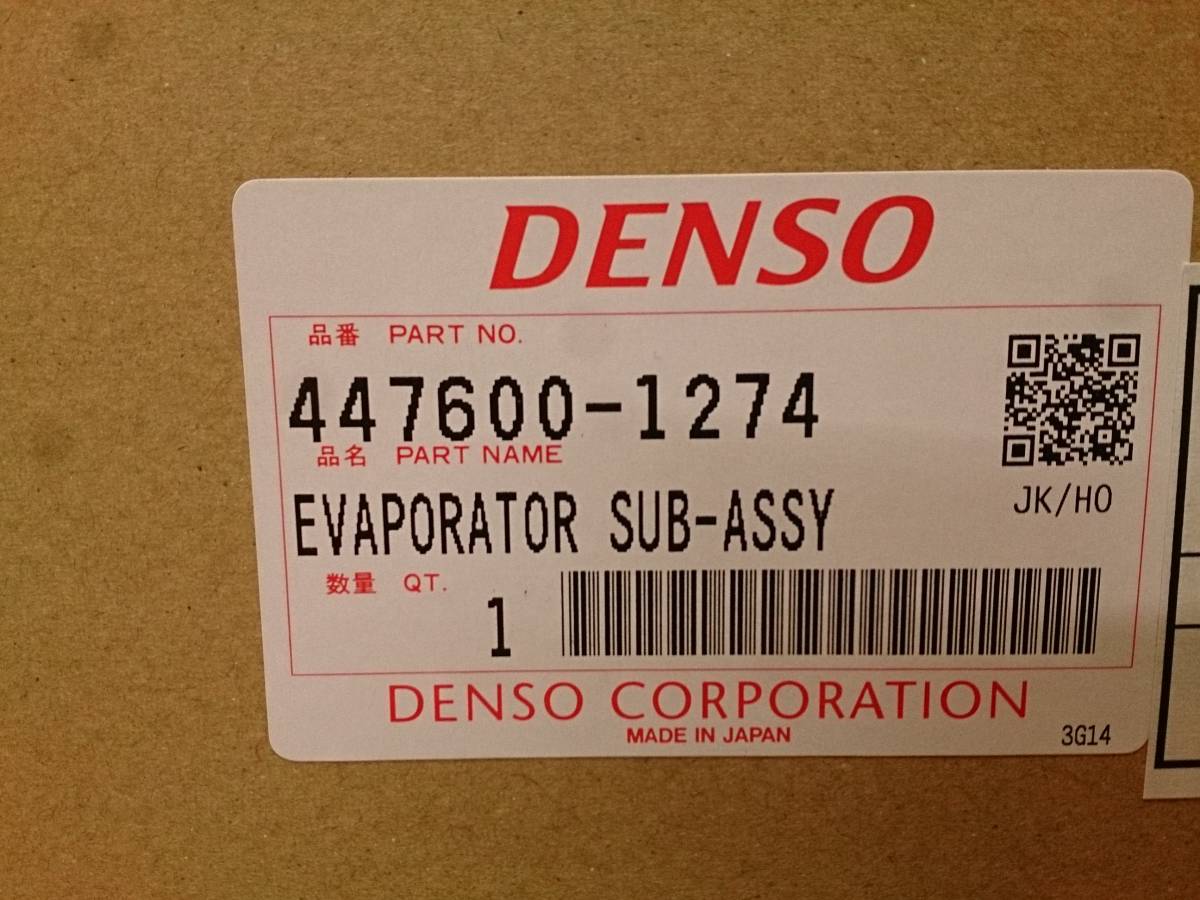 DENSO
品番 PART NO.
447600-1274
品名 PART NAME
EVAPORATOR SUB-ASSY
JK/HO
数量 QT.
1
DENSO CORPORATION
MADE IN JAPAN
3G14